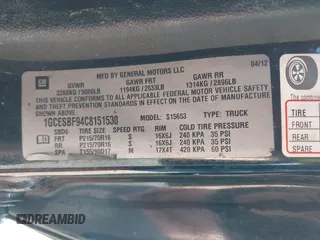 GM
MFD BY GENERAL MOTORS LLC
04/12
GVWR GAWR FRT GAWR RR
2268KG / 5000LB 1194KG / 2633LB 1314KG / 2896LB
THIS VEHICLE CONFORMS TO ALL APPLICABLE U.S. FEDERAL MOTOR
VEHICLE SAFETY AND THEFT PREVENTION STANDARDS IN EFFECT ON THE DATE OF MANUFACTURE
SHOWN ABOVE.
1GCESBF94C8151530 TYPE: TRUCK
SBD6 MODEL: S15653
TIRE SIZE SPEED RTG RIM COLD TIRE PRESSURE
FRT P215/70R16 S 16X6J 240 KPA 35 PSI
RR P215/70R16 S 16X6J 240 KPA 35 PSI
SPA T155/90D17 M 17X4T 420 KPA 60 PSI
TIRE
FRONT
REAR
SPARE